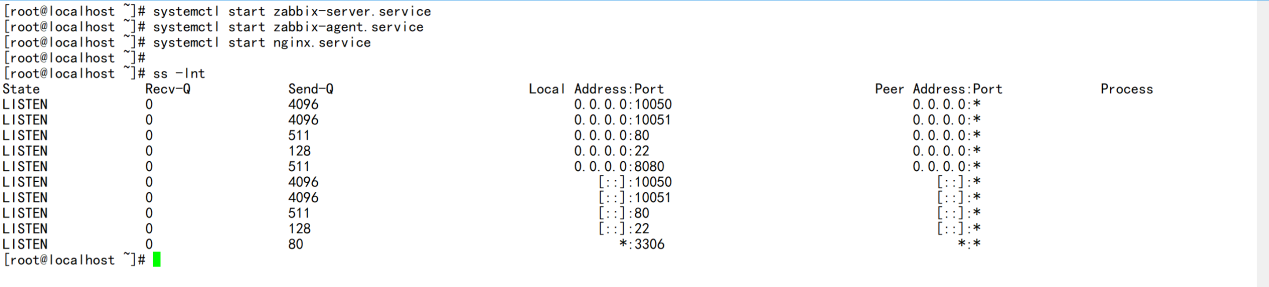 [root@localhost ~]# systemctl start zabbix-server.service
[root@localhost ~]# systemctl start zabbix-agent.service
[root@localhost ~]# systemctl start nginx.service
[root@localhost ~]#
[root@localhost ~]# ss -lnt
State Recv-Q Send-Q Local Address:Port Peer Address:Port Process
LISTEN 0 4096 0.0.0.0:10050 0.0.0.0:*
LISTEN 0 4096 0.0.0.0:10051 0.0.0.0:*
LISTEN 0 511 0.0.0.0:80 0.0.0.0:*
LISTEN 0 128 0.0.0.0:22 0.0.0.0:*
LISTEN 0 511 0.0.0.0:8080 0.0.0.0:*
LISTEN 0 4096 [::]:10050 [::]:*
LISTEN 0 4096 [::]:10051 [::]:*
LISTEN 0 511 [::]:80 [::]:*
LISTEN 0 128 [::]:22 [::]:*
LISTEN 0 80 *:3306 *:*
[root@localhost ~]#